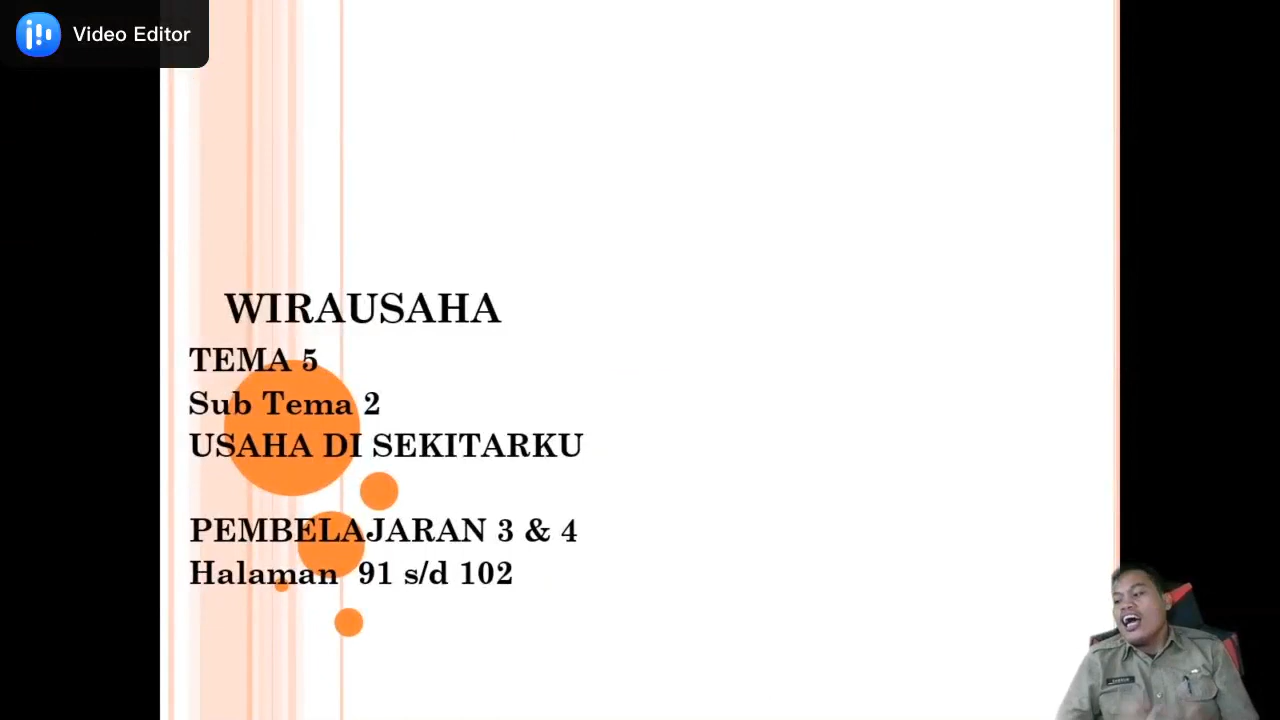 Video Editor
WIRAUSAHA
TEMA 5
Sub Tema 2
USAHA DI SEKITARKU
PEMBELAJARAN 3 & 4
Halaman 91 s/d 102